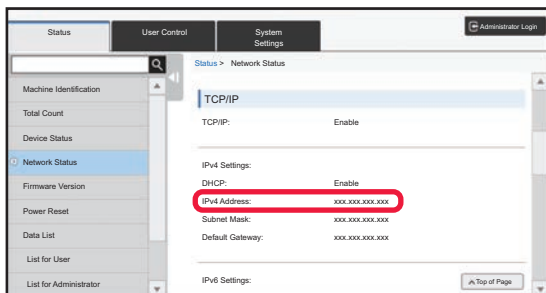 Status
User Control
System
Settings
Administrator Login
Status > Network Status
Machine Identification
Total Count
Device Status
Network Status
Firmware Version
Power Reset
Data List
List for User
List for Administrator
TCP/IP
TCP/IP: Enable
IPv4 Settings:
DHCP: Enable
IPv4 Address: xxx.xxx.xxx.xxx
Subnet Mask: xxx.xxx.xxx.xxx
Default Gateway: xxx.xxx.xxx.xxx
IPv6 Settings:
Top of Page